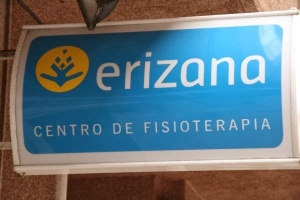 erizana
CENTRO DE FISIOTERAPIA